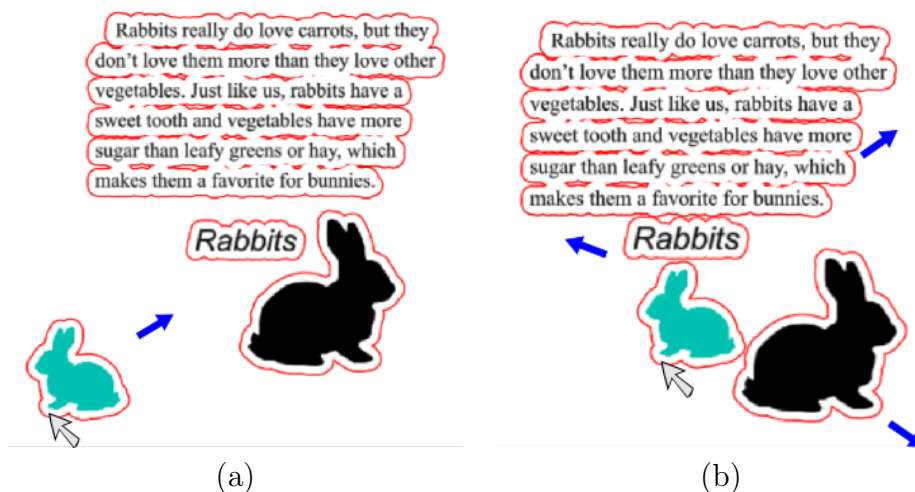 Rabbits really do love carrots, but they
don't love them more than they love other
vegetables. Just like us, rabbits have a
sweet tooth and vegetables have more
sugar than leafy greens or hay, which
makes them a favorite for bunnies.
Rabbits
(a)
Rabbits really do love carrots, but they
don't love them more than they love other
vegetables. Just like us, rabbits have a
sweet tooth and vegetables have more
sugar than leafy greens or hay, which
makes them a favorite for bunnies.
Rabbits
(b)